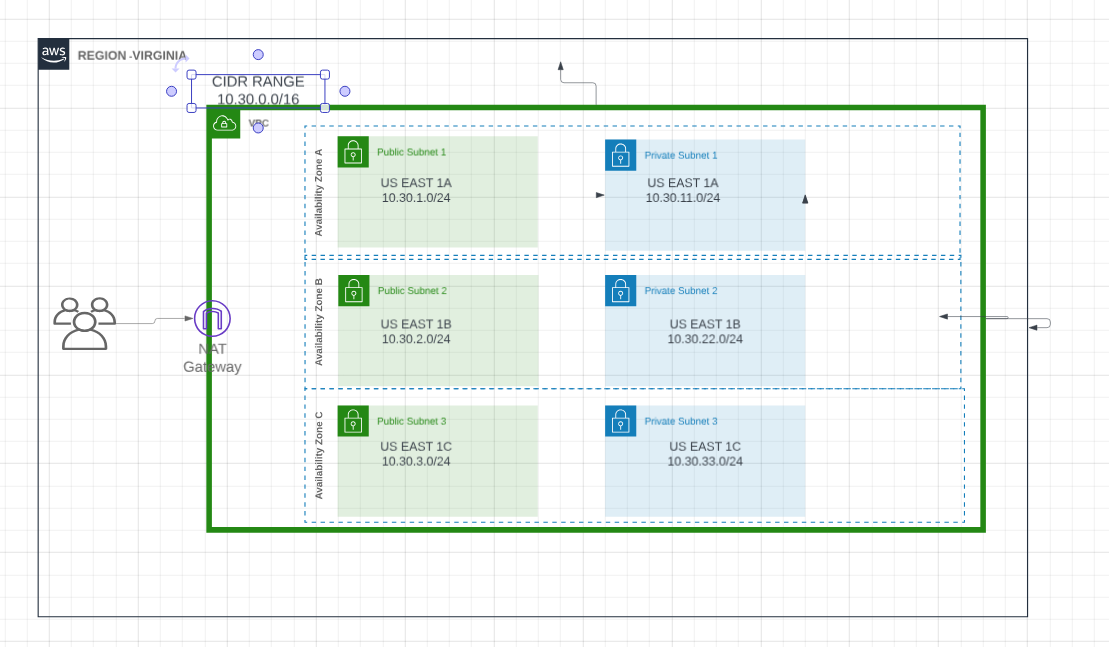 aws
REGION -VIRGINIA
CIDR RANGE
10.30.0.0/16
VPC
Availability Zone A
Public Subnet 1
US EAST 1A
10.30.1.0/24
Private Subnet 1
US EAST 1A
10.30.11.0/24
Availability Zone B
Public Subnet 2
US EAST 1B
10.30.2.0/24
Private Subnet 2
US EAST 1B
10.30.22.0/24
NAT
Gateway
Availability Zone C
Public Subnet 3
US EAST 1C
10.30.3.0/24
Private Subnet 3
US EAST 1C
10.30.33.0/24